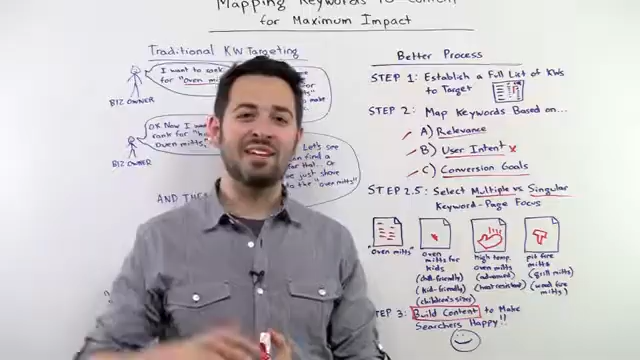 Mapping Keywords to Content
for Maximum Impact
Traditional KW Targeting
I want to rank
for "oven mitts"
BIZ OWNER
OK Now I wa
rank for "h
oven mitts."
BIZ OWNER
Let's see
can find a
for that. Or
we just shove
to the "oven mitts"
AND THE
Better Process
STEP 1: Establish a Full List of KWs
to Target
STEP 2: Map Keywords Based on...
A) Relevance
B) User Intent
C) Conversion Goals
STEP 2.5: Select Multiple vs Singular
Keyword-Page Focus
"oven mitts"
oven
mitts for
kids
(child-friendly)
(kid-friendly)
(children's sizes)
high temp
oven mitts
(advanced)
(heat resistant)
pit fire
mitts
(grill mitts)
(wood fire
mitts)
STEP 3: Build Content to Make
Searchers Happy!!